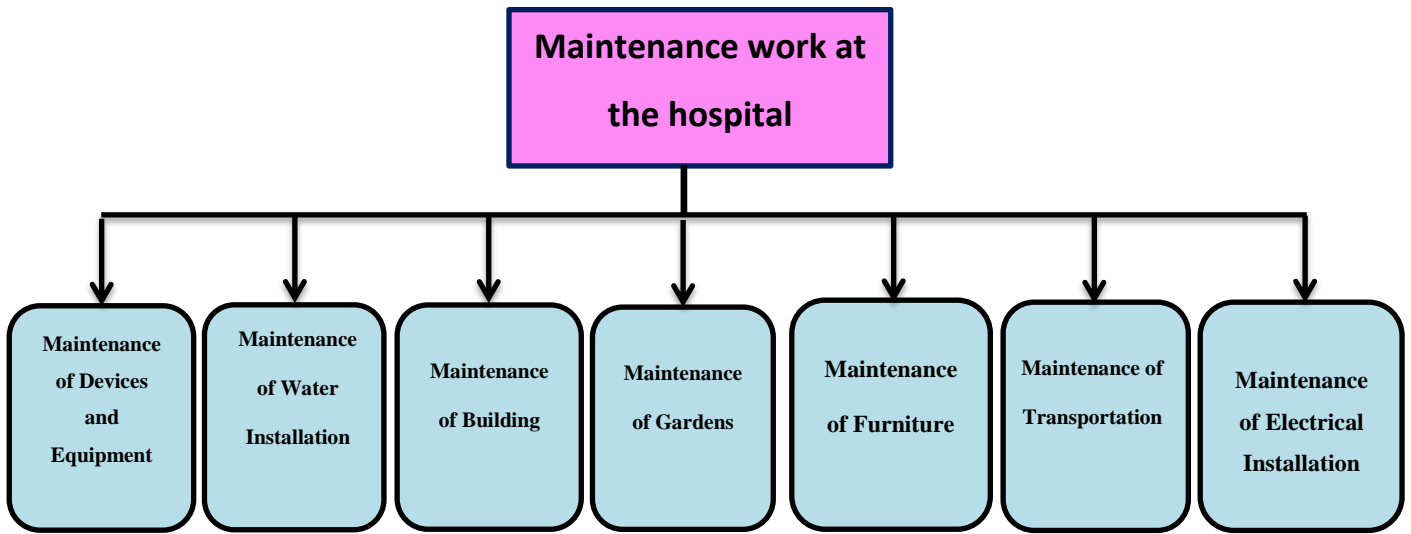 Maintenance work at
the hospital
Maintenance
of Devices
and
Equipment
Maintenance
of Water
Installation
Maintenance
of Building
Maintenance
of Gardens
Maintenance
of Furniture
Maintenance of
Transportation
Maintenance
of Electrical
Installation